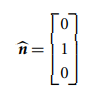 n̂ = [0
1
0]